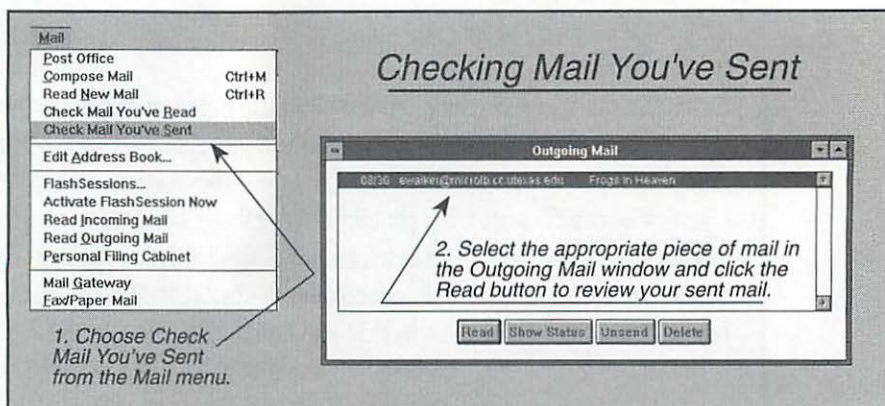 Mail
Post Office
Compose Mail Ctrl+M
Read New Mail Ctrl+R
Check Mail You've Read
Check Mail You've Sent
Edit Address Book...
FlashSessions...
Activate FlashSession Now
Read Incoming Mail
Read Outgoing Mail
Personal Filing Cabinet
Mail Gateway
Fax/Paper Mail
1. Choose Check
Mail You've Sent
from the Mail menu.
Checking Mail You've Sent
Outgoing Mail
08/30 ewalker@microlb.cc.utexas.edu Frogs in Heaven
2. Select the appropriate piece of mail in
the Outgoing Mail window and click the
Read button to review your sent mail.
Read Show Status Unsend Delete